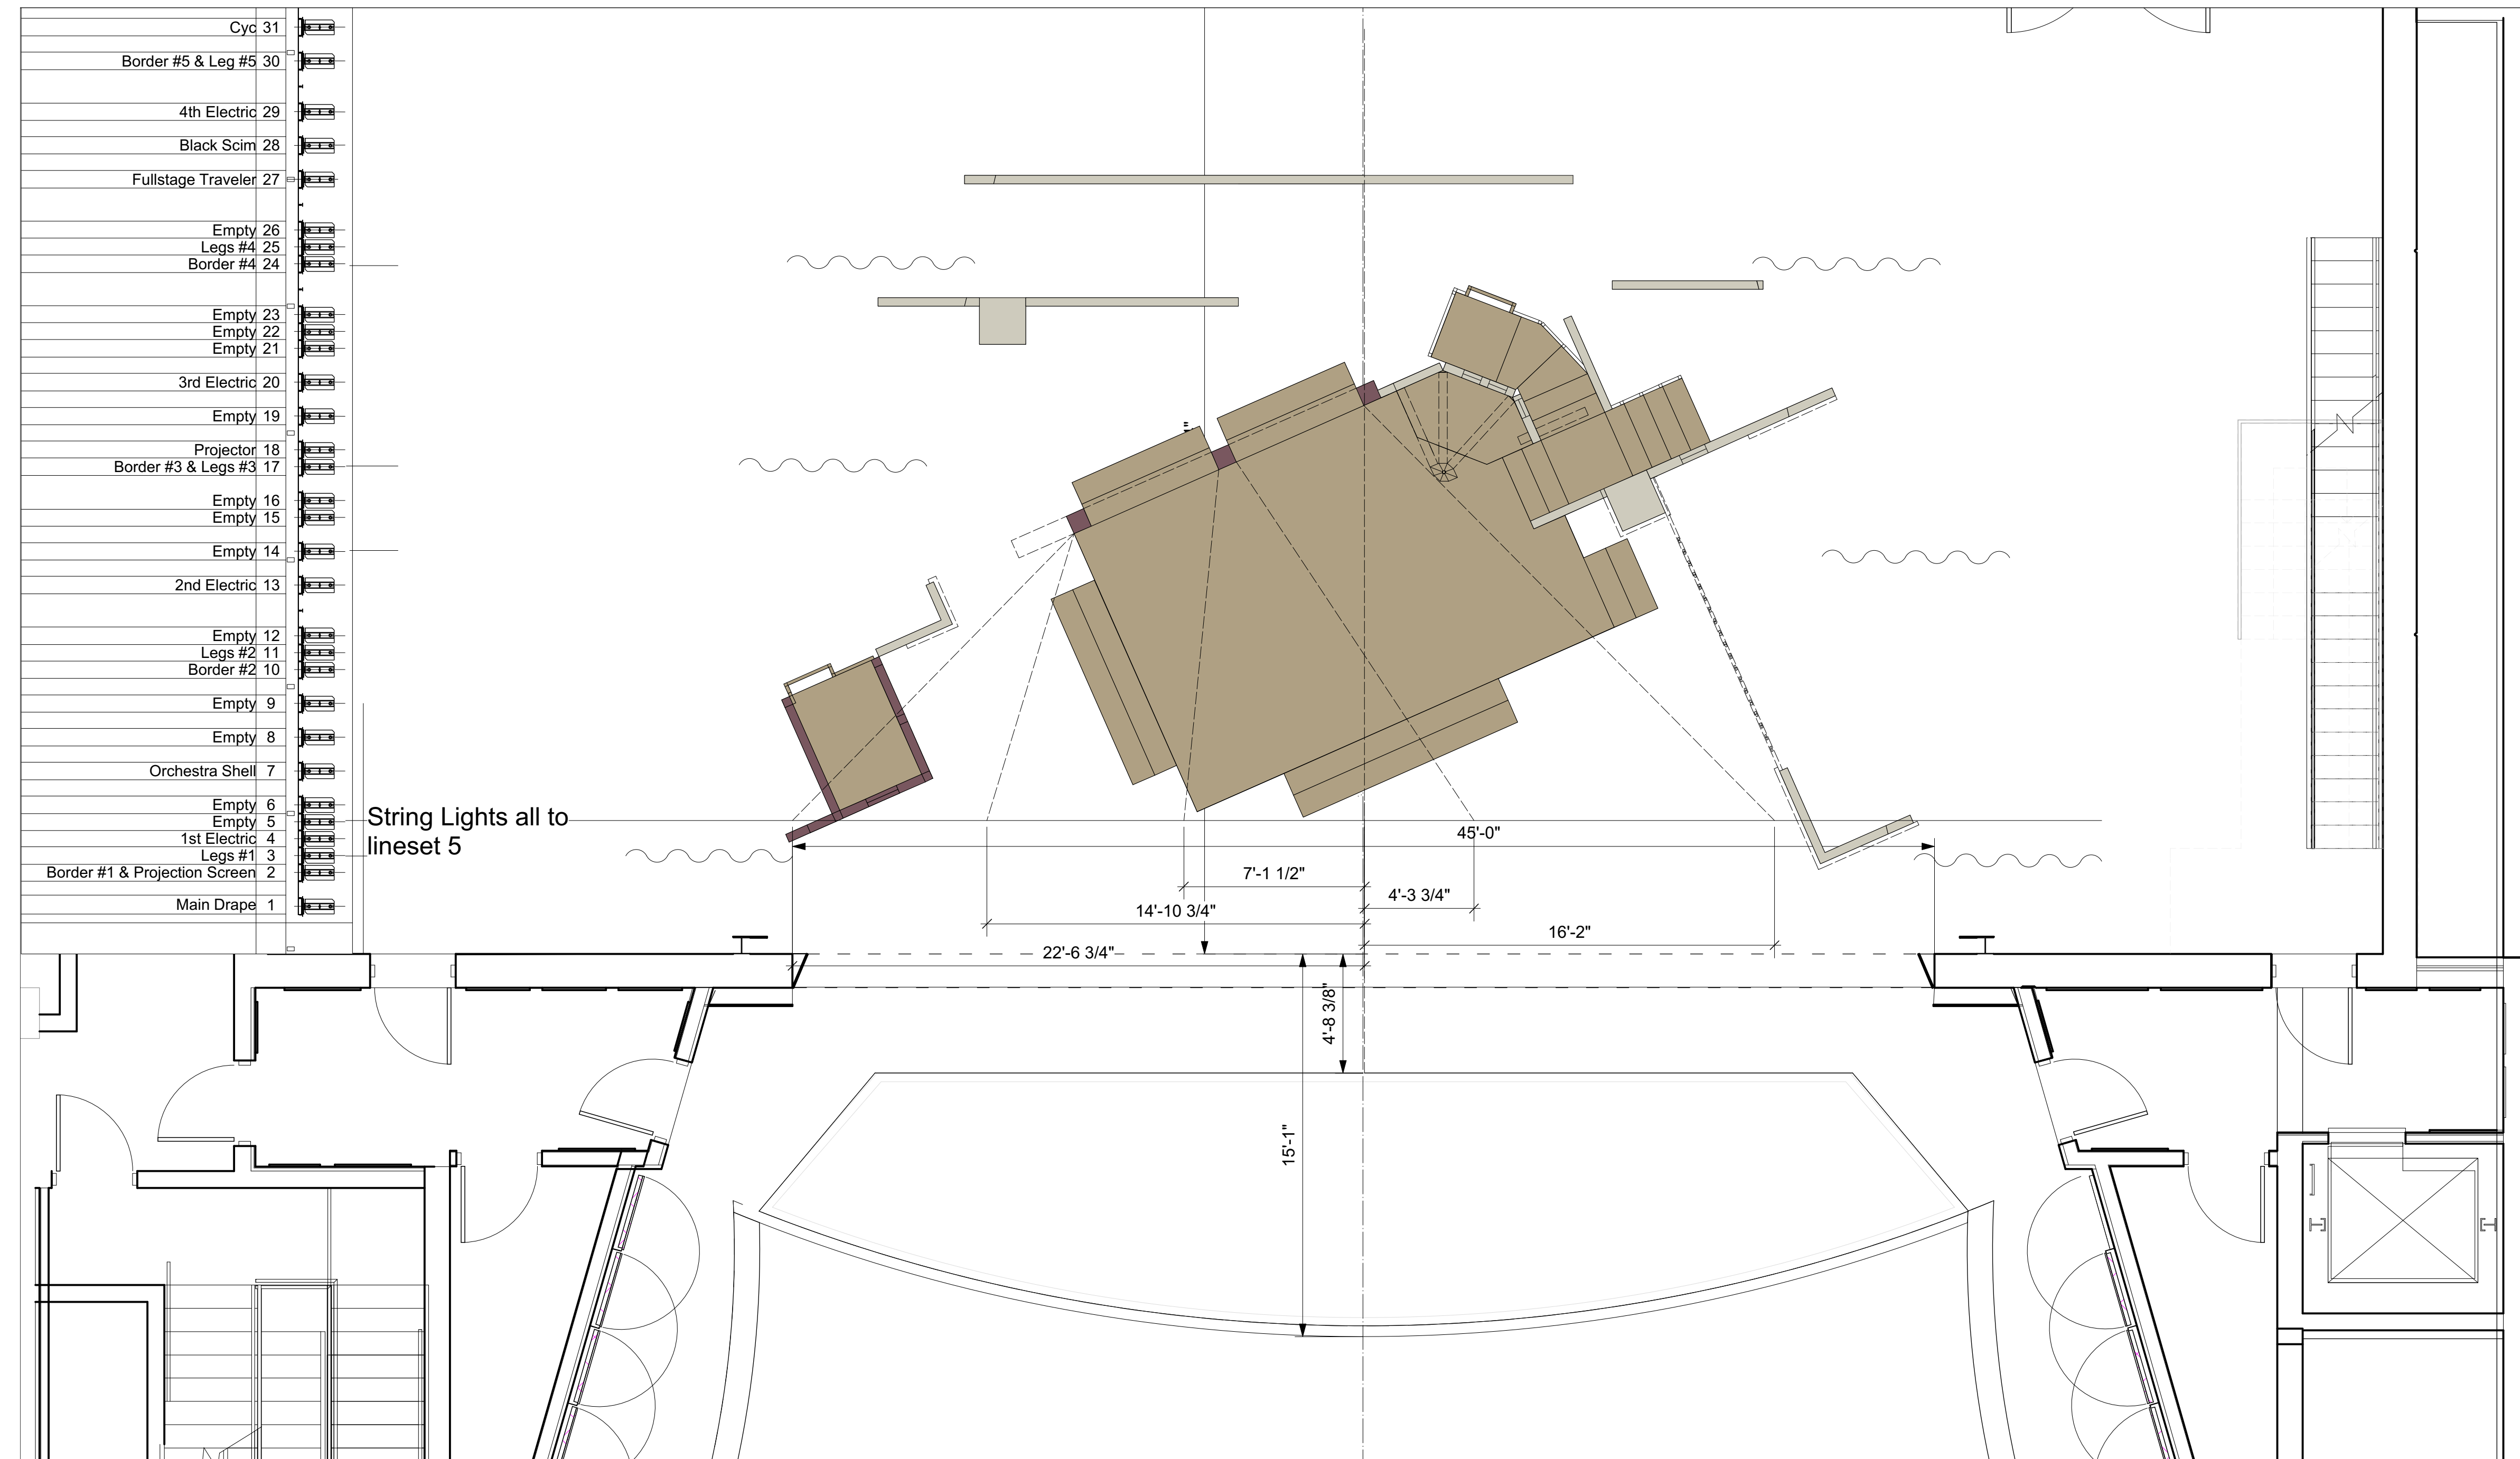 Cyc 31
Border #5 & Leg #5 30
4th Electric 29
Black Scim 28
Fullstage Traveler 27
Empty 26
Legs #4 25
Border #4 24
Empty 23
Empty 22
Empty 21
3rd Electric 20
Empty 19
Projector 18
Border #3 & Legs #3 17
Empty 16
Empty 15
Empty 14
2nd Electric 13
Empty 12
Legs #2 11
Border #2 10
Empty 9
Empty 8
Orchestra Shell 7
Empty 6
Empty 5
1st Electric 4
Legs #1 3
Border #1 & Projection Screen 2
Main Drape 1
String Lights all to
lineset 5
45'-0"
7'-1 1/2"
4'-3 3/4"
14'-10 3/4"
16'-2"
22'-6 3/4"
4'-8 3/8"
15'-1"